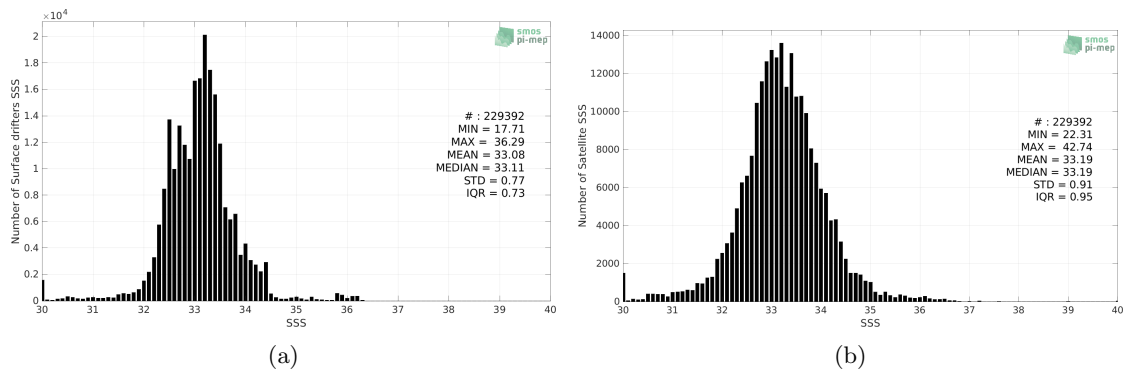 ×10⁴
2
1.8
1.6
1.4
1.2
1
0.8
0.6
0.4
0.2
0
Number of Surface drifters SSS
30 31 32 33 34 35 36 37 38 39 40
SSS
smos
pi-mep
# : 229392
MIN = 17.71
MAX = 36.29
MEAN = 33.08
MEDIAN = 33.11
STD = 0.77
IQR = 0.73
(a)
14000
12000
10000
8000
6000
4000
2000
0
Number of Satellite SSS
30 31 32 33 34 35 36 37 38 39 40
SSS
smos
pi-mep
# : 229392
MIN = 22.31
MAX = 42.74
MEAN = 33.19
MEDIAN = 33.19
STD = 0.91
IQR = 0.95
(b)